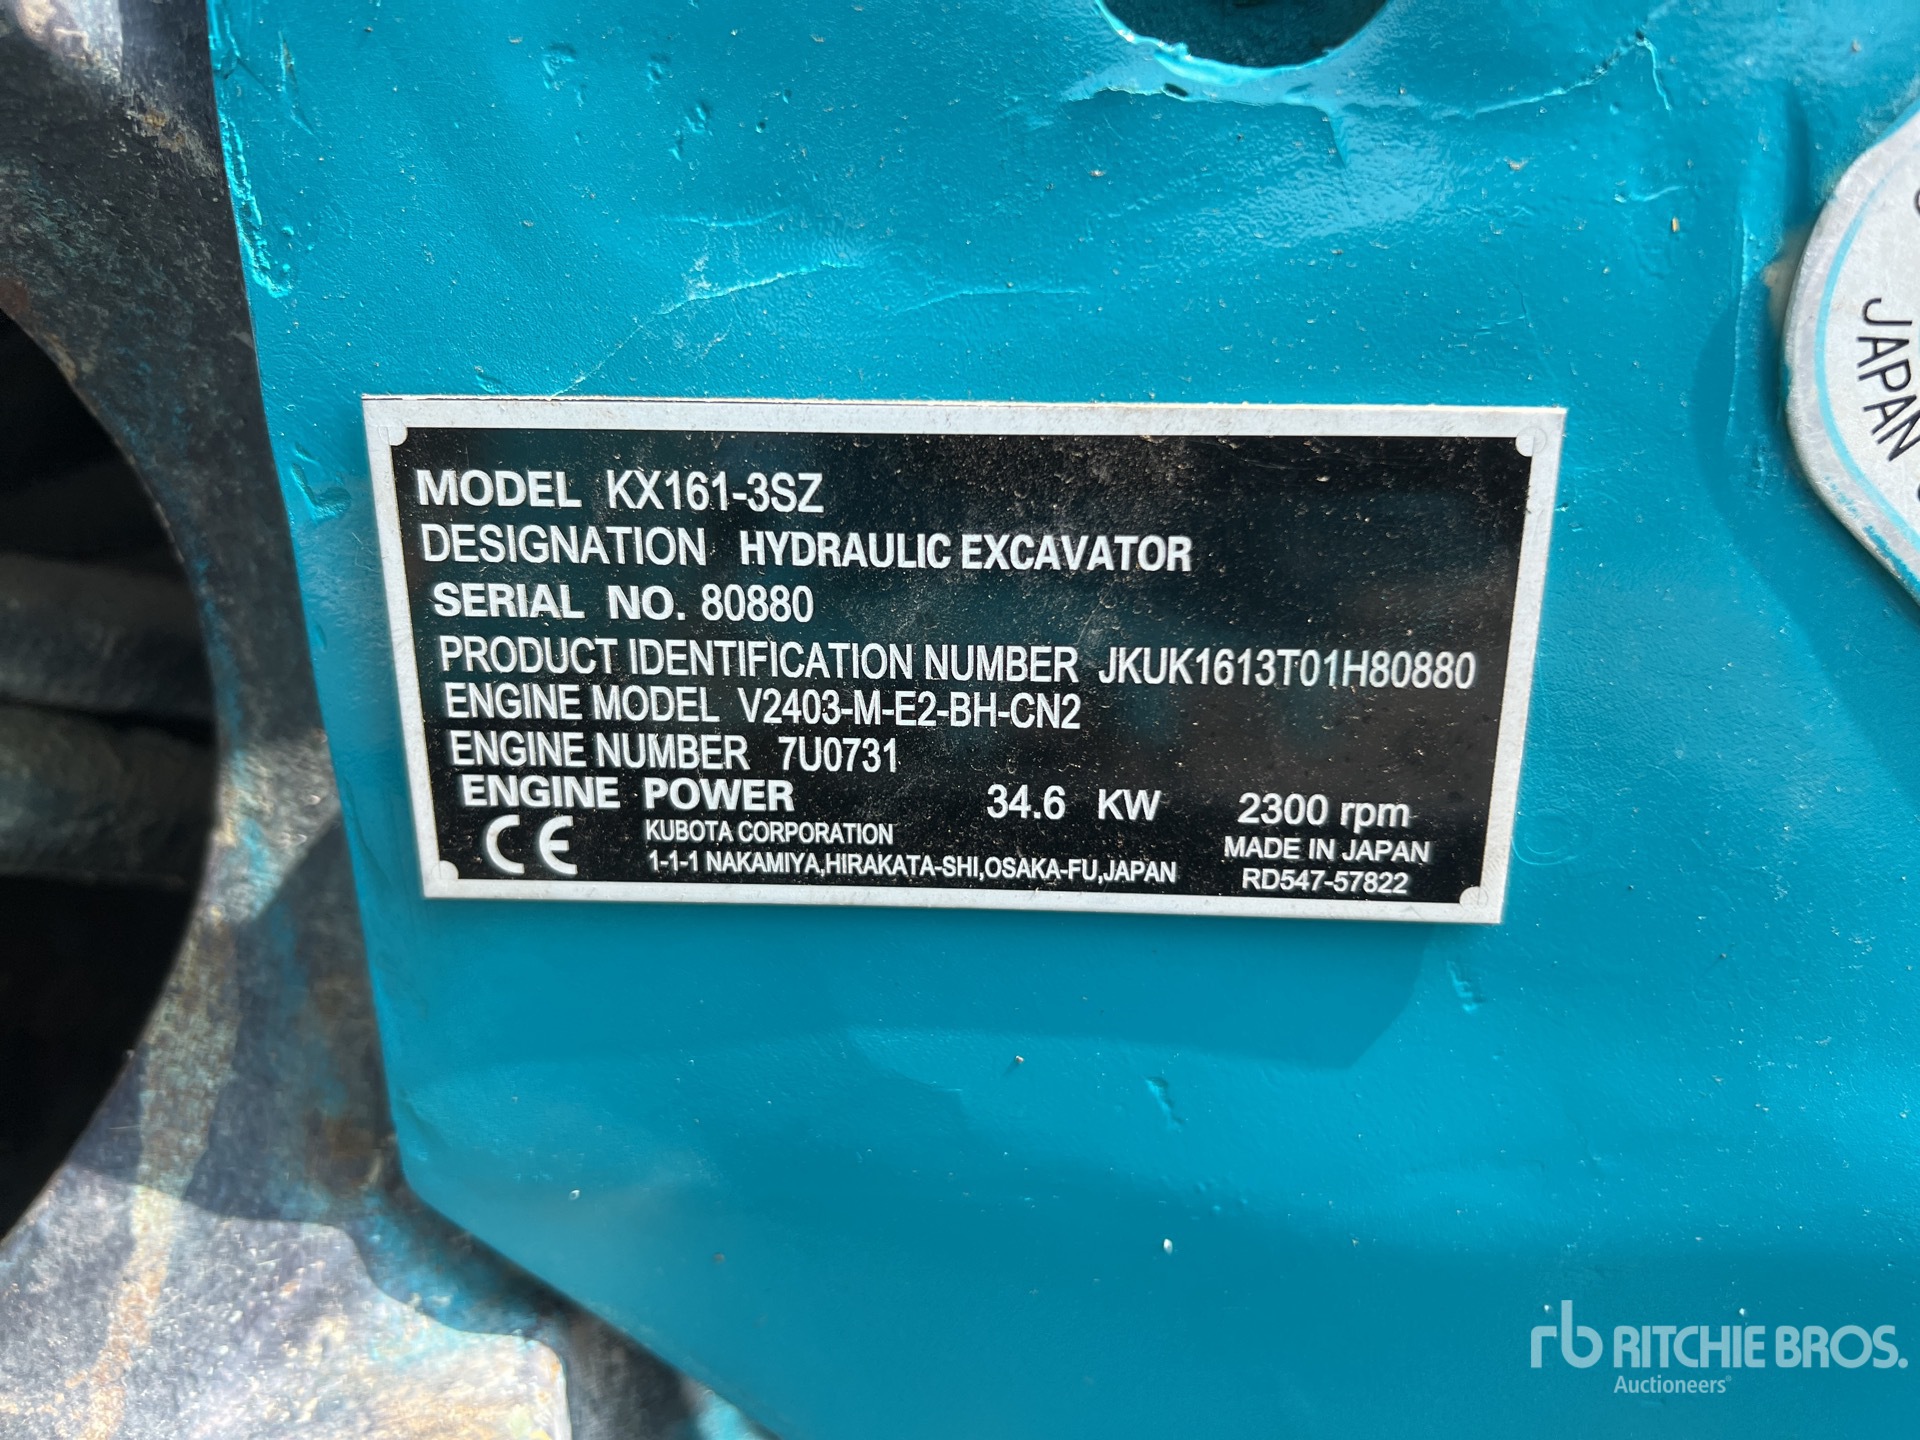 MODEL KX161-3SZ
DESIGNATION HYDRAULIC EXCAVATOR
SERIAL NO. 80880
PRODUCT IDENTIFICATION NUMBER JKUK1613T01H80880
ENGINE MODEL V2403-M-E2-BH-CN2
ENGINE NUMBER 7U0731
ENGINE POWER 34.6 KW 2300 rpm
CE KUBOTA CORPORATION MADE IN JAPAN
1-1-1 NAKAMIYA,HIRAKATA-SHI,OSAKA-FU,JAPAN RD547-57822
JAPAN
rb RITCHIE BROS.
Auctioneers